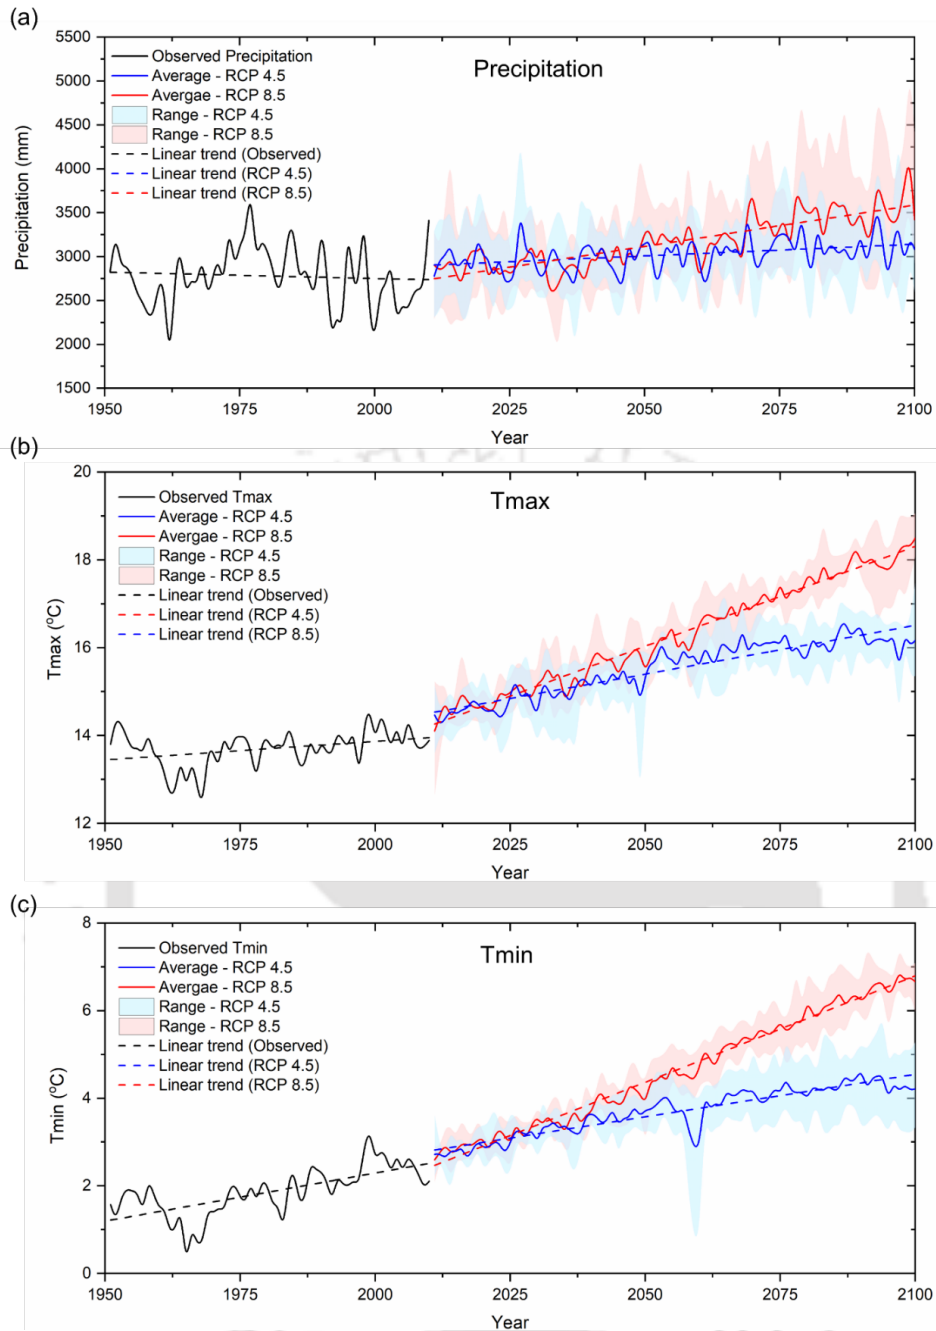 (a)
Precipitation
Observed Precipitation
Average - RCP 4.5
Avergae - RCP 8.5
Range - RCP 4.5
Range - RCP 8.5
Linear trend (Observed)
Linear trend (RCP 4.5)
Linear trend (RCP 8.5)
Precipitation (mm)
5500
5000
4500
4000
3500
3000
2500
2000
1500
1950 1975 2000 2025 2050 2075 2100
Year
(b)
Tmax
Observed Tmax
Average - RCP 4.5
Avergae - RCP 8.5
Range - RCP 4.5
Range - RCP 8.5
Linear trend (Observed)
Linear trend (RCP 4.5)
Linear trend (RCP 8.5)
Tmax (°C)
20
18
16
14
12
1950 1975 2000 2025 2050 2075 2100
Year
(c)
Tmin
Observed Tmin
Average - RCP 4.5
Avergae - RCP 8.5
Range - RCP 4.5
Range - RCP 8.5
Linear trend (Observed)
Linear trend (RCP 4.5)
Linear trend (RCP 8.5)
Tmin (°C)
8
6
4
2
0
1950 1975 2000 2025 2050 2075 2100
Year